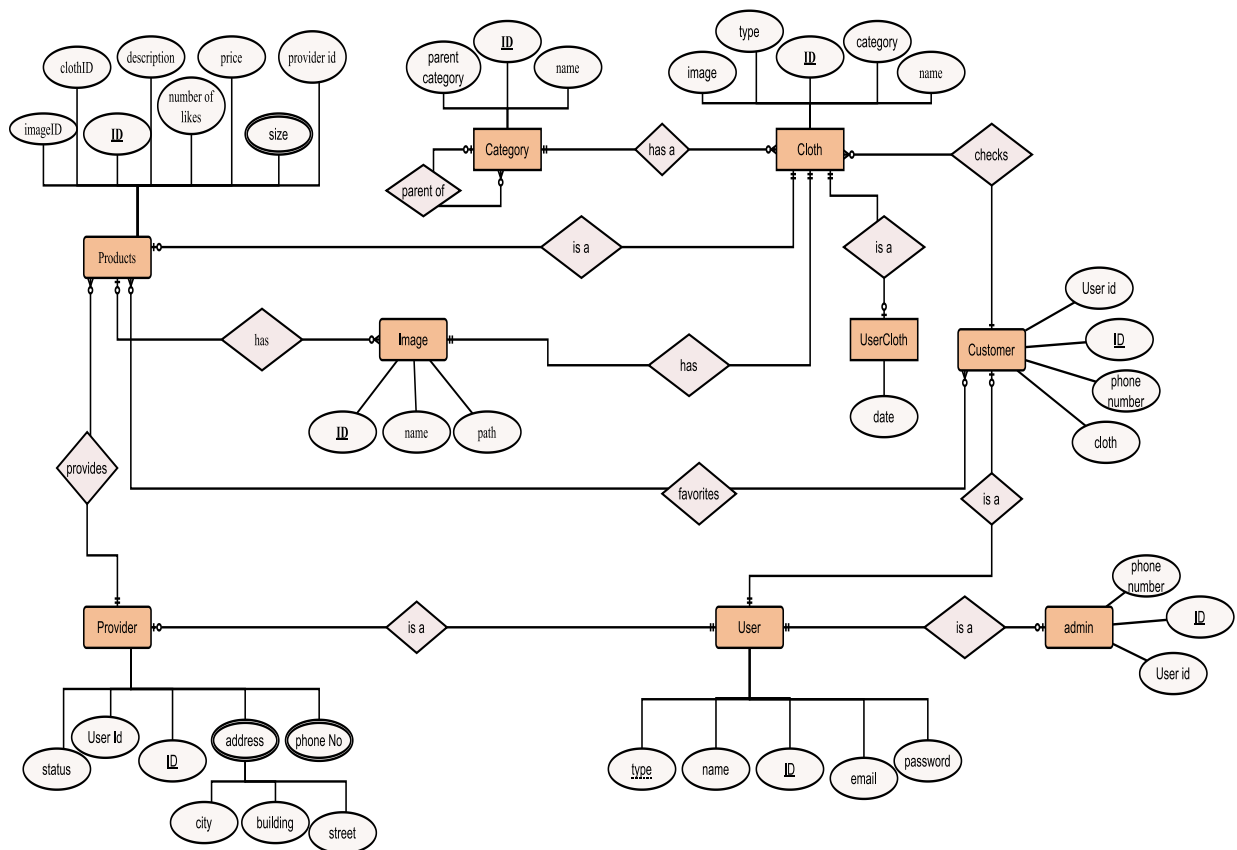 clothID
description
price
provider id
imageID
ID
number of
likes
size
Products
parent
category
ID
name
Category
parent of
has a
image
type
ID
category
name
Cloth
checks
is a
is a
has
Image
ID
name
path
has
UserCloth
date
Customer
User id
ID
phone
number
cloth
provides
favorites
is a
Provider
is a
User
is a
admin
phone
number
ID
User id
status
User Id
ID
address
phone No
city
building
street
type
name
ID
email
password